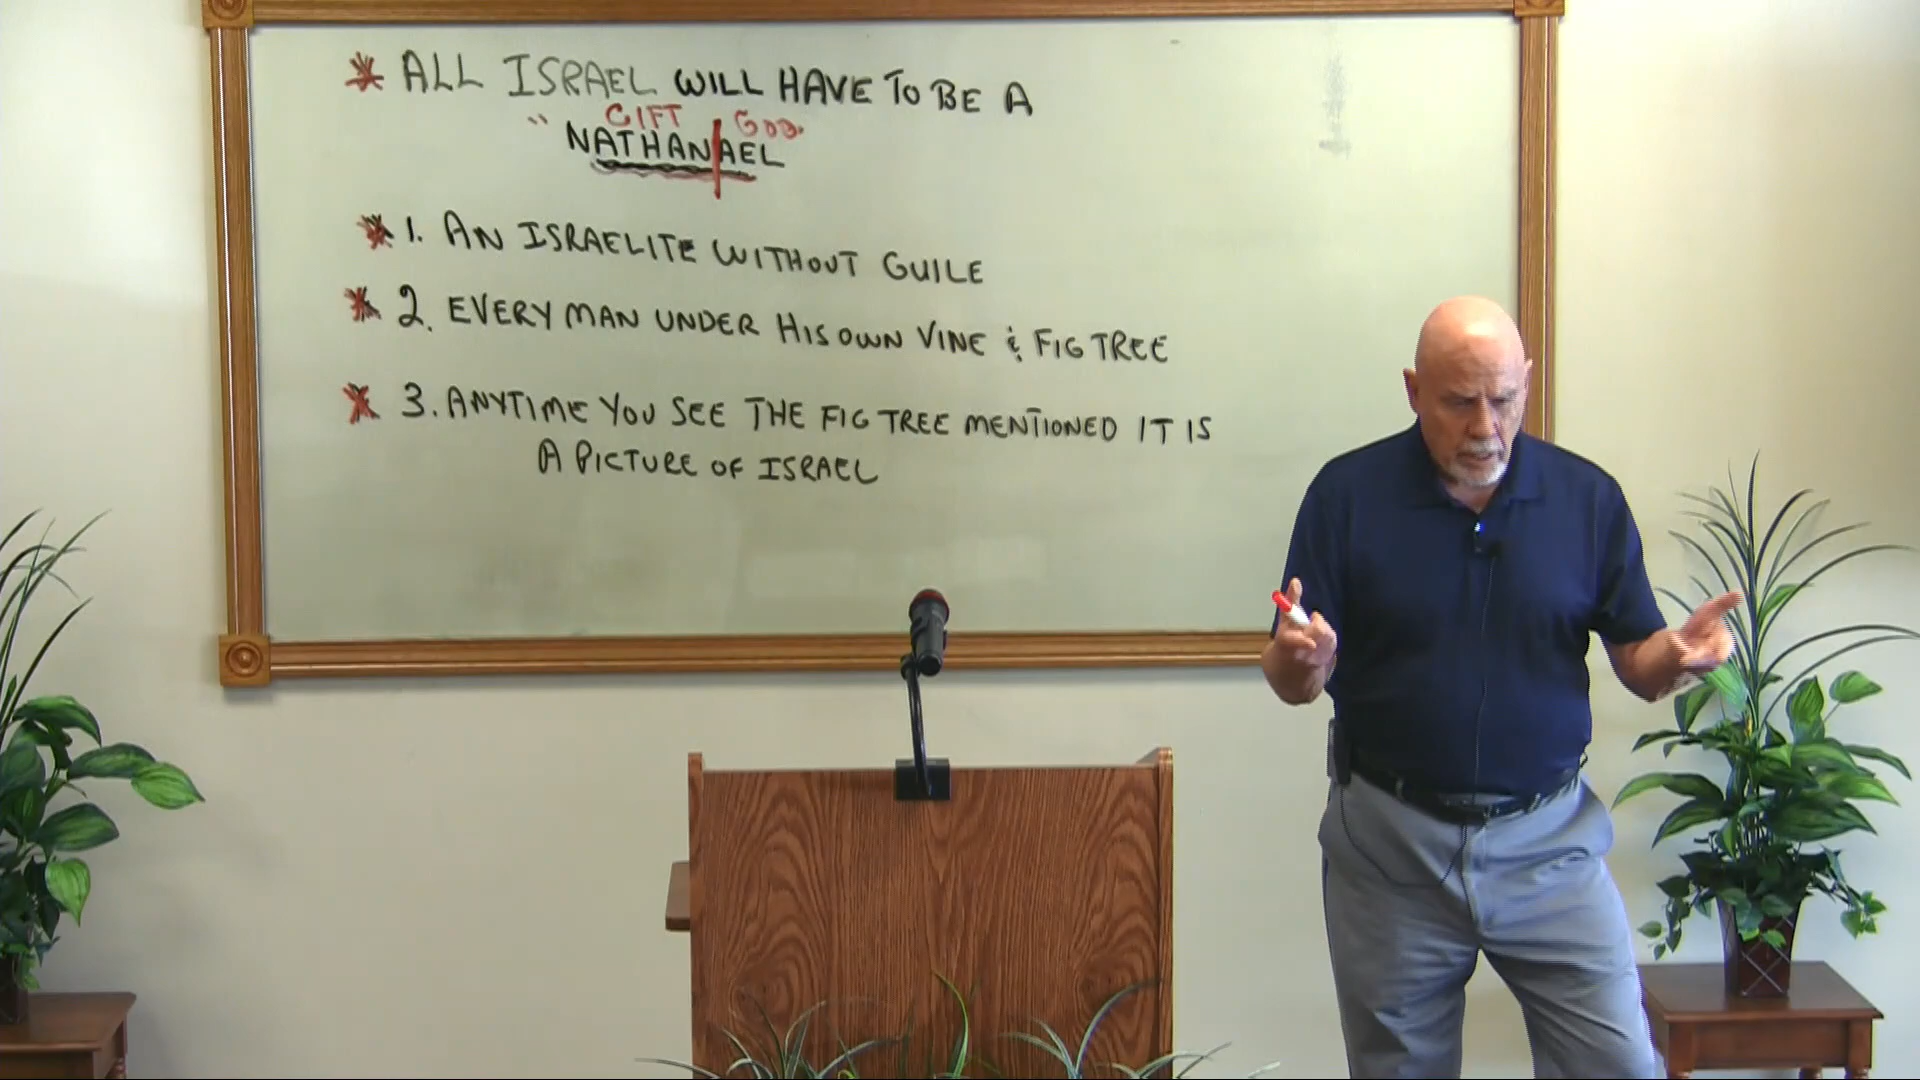 * ALL ISRAEL WILL HAVE TO BE A
GIFT GOD.
" NATHANAEL
* 1. AN ISRAELITE WITHOUT GUILE
* 2. EVERY MAN UNDER HIS OWN VINE & FIG TREE
* 3. ANYTIME YOU SEE THE FIG TREE MENTIONED IT IS
A PICTURE OF ISRAEL